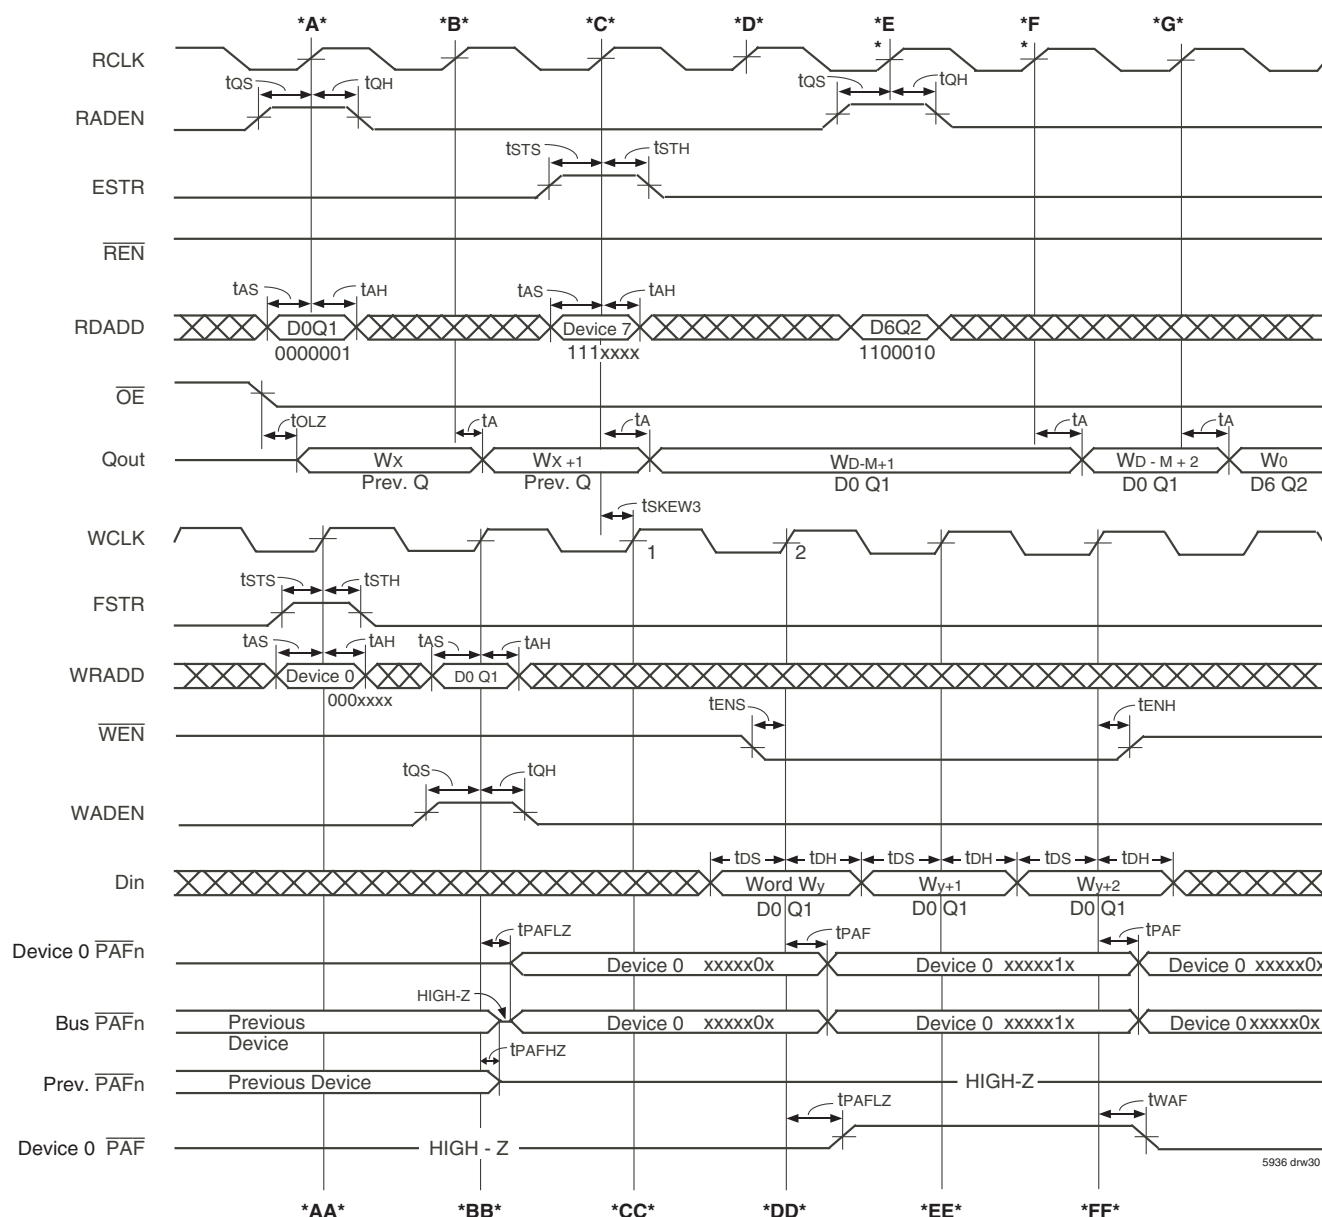 *A* *B* *C* *D* *E* *F* *G*
RCLK
tQS tQH tQS tQH
RADEN
tSTS tSTH
ESTR
REN
tAS tAH tAS tAH
RDADD D0Q1 Device 7 D6Q2
0000001 111xxxx 1100010
OE
tOLZ tA tA tA tA
Qout WX WX +1 WD-M+1 WD - M + 2 W0
Prev. Q Prev. Q D0 Q1 D0 Q1 D6 Q2
tSKEW3
WCLK 1 2
tSTS tSTH
FSTR
tAS tAH tAS tAH
WRADD Device 0 D0 Q1
000xxxx
tENS tENH
WEN
tQS tQH
WADEN
tDS tDH tDS tDH tDS tDH
Din Word Wy Wy+1 Wy+2
D0 Q1 D0 Q1 D0 Q1
tPAFLZ tPAF tPAF
Device 0 PAFn Device 0 xxxxx0x Device 0 xxxxx1x Device 0 xxxxx0x
HIGH-Z
Bus PAFn Previous Device 0 xxxxx0x Device 0 xxxxx1x Device 0 xxxxx0x
Device
tPAFHZ
Prev. PAFn Previous Device HIGH-Z
tPAFLZ tWAF
Device 0 PAF HIGH - Z
5936 drw30
*AA* *BB* *CC* *DD* *EE* *FF*